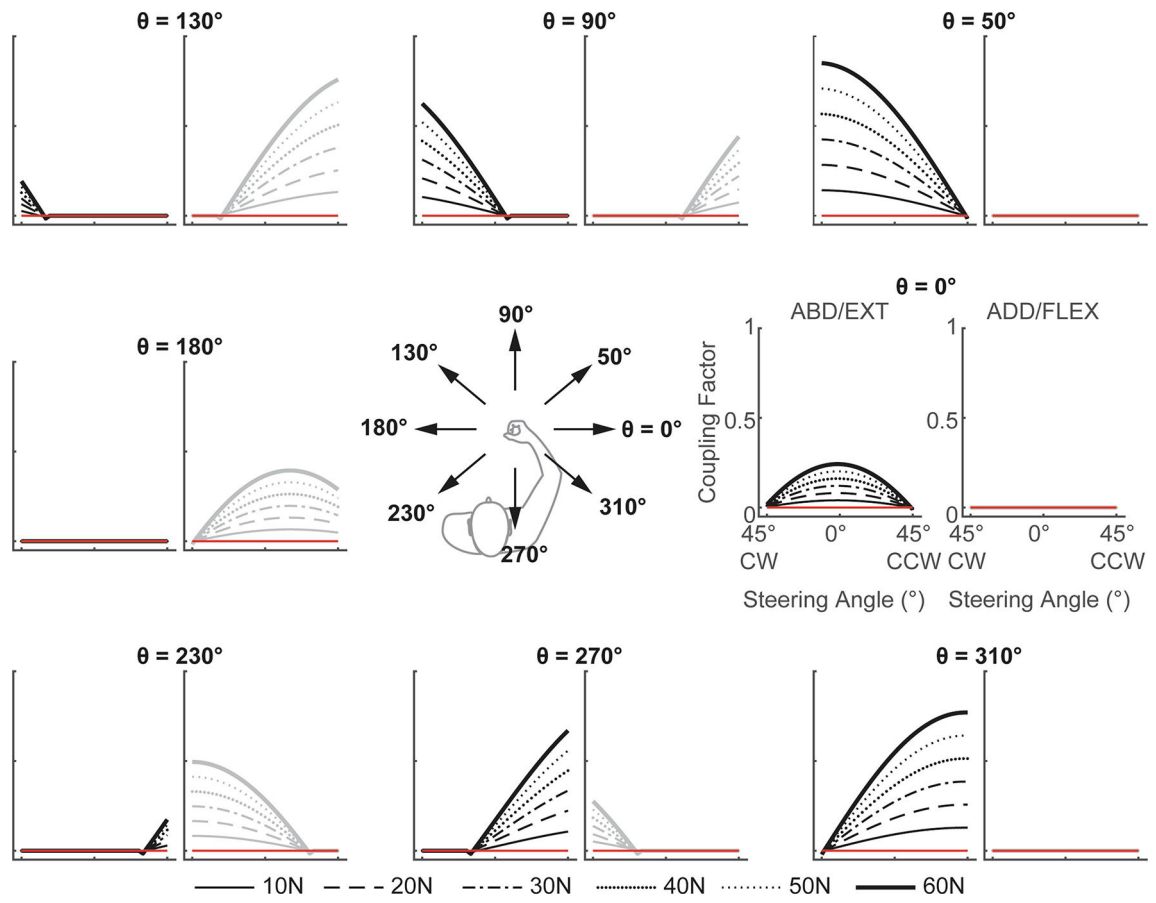 θ = 130°
θ = 90°
θ = 50°
θ = 180°
90°
130°
50°
180°
θ = 0°
230°
310°
270°
θ = 0°
ABD/EXT
ADD/FLEX
Coupling Factor
1
0.5
0
1
0.5
0
45° 0° 45° 45° 0° 45°
CW CCW CW CCW
Steering Angle (°) Steering Angle (°)
θ = 230°
θ = 270°
θ = 310°
10N 20N 30N 40N 50N 60N